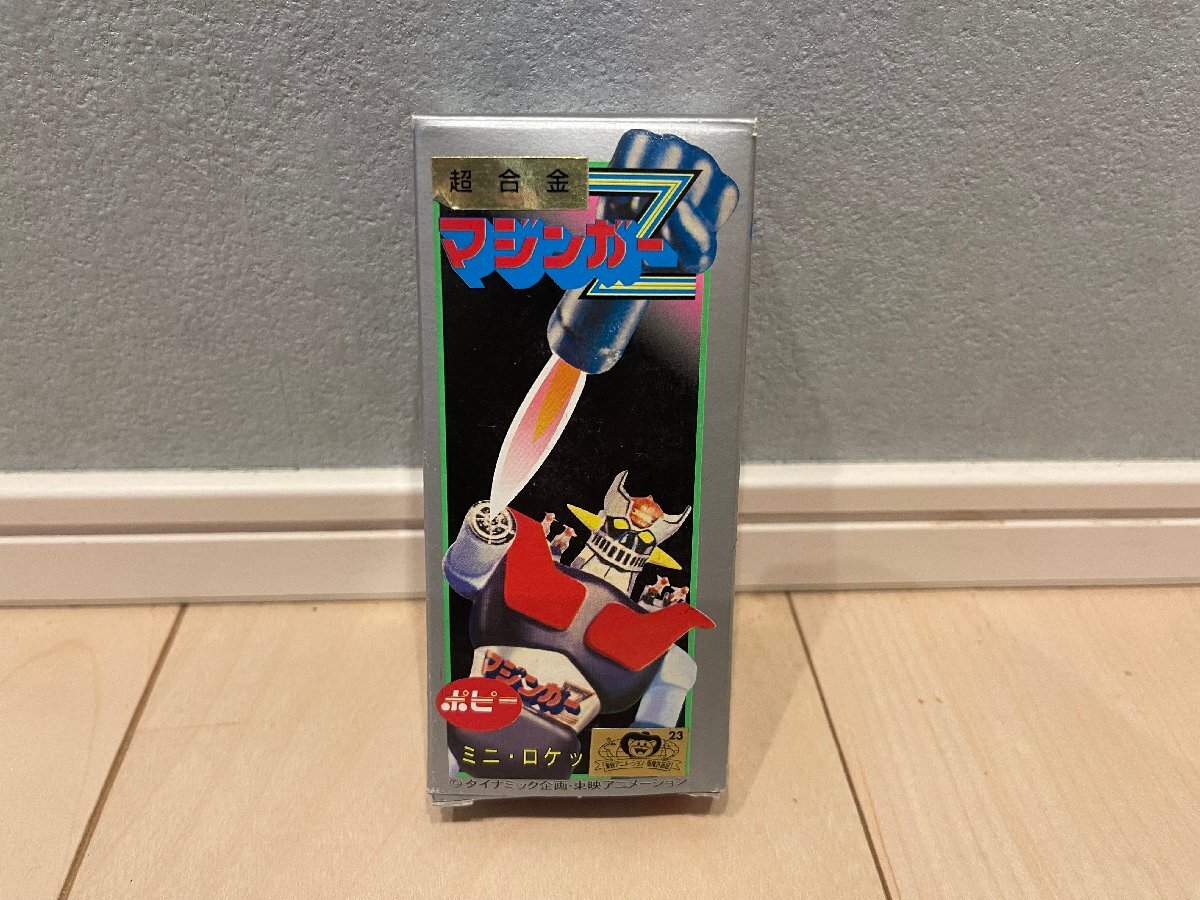 超合金
マジンガーZ
マジンガーZ
ポピー
ミニ・ロケッ
23
©ダイナミック企画・東映アニメーション